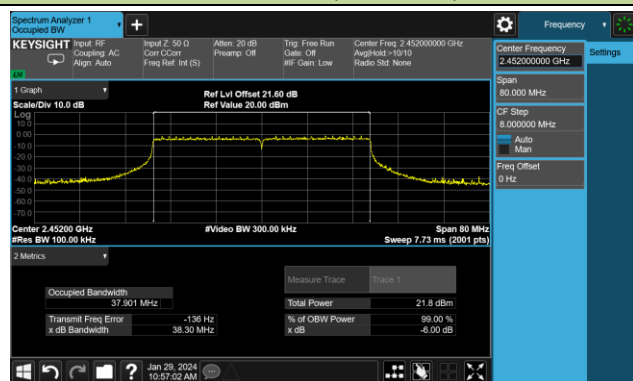 Spectrum Analyzer 1
Occupied BW
Frequency
KEYSIGHT
Input: RF
Coupling: AC
Align: Auto
Input Z: 50 Ω
Corr CCorr
Freq Ref: Int (S)
Atten: 20 dB
Preamp: Off
Trig: Free Run
Gate: Off
#IF Gain: Low
Center Freq: 2.452000000 GHz
Avg|Hold:>10/10
Radio Std: None
Center Frequency
2.452000000 GHz
Settings
Span
80.000 MHz
CF Step
8.000000 MHz
Auto
Man
Freq Offset
0 Hz
1 Graph
Scale/Div 10.0 dB
Ref Lvl Offset 21.60 dB
Ref Value 20.00 dBm
Log
10.0
0.00
-10.0
-20.0
-30.0
-40.0
-50.0
-60.0
-70.0
Center 2.45200 GHz
#Res BW 100.00 kHz
#Video BW 300.00 kHz
Span 80 MHz
Sweep 7.73 ms (2001 pts)
2 Metrics
Measure Trace
Trace 1
Occupied Bandwidth
37.901 MHz
Total Power
21.8 dBm
Transmit Freq Error
-136 Hz
% of OBW Power
99.00 %
x dB Bandwidth
38.30 MHz
x dB
-6.00 dB
?
Jan 29, 2024
10:57:02 AM